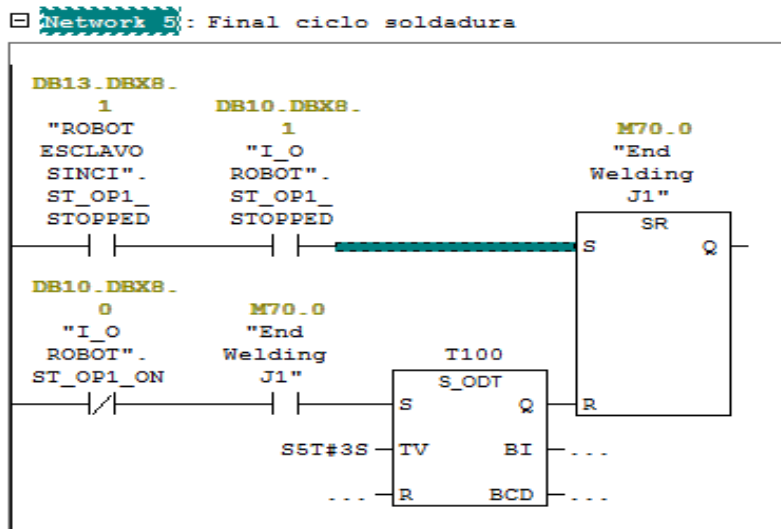 Network 5: Final ciclo soldadura
DB13.DBX8.
1
"ROBOT
ESCLAVO
SINCI".
ST_OP1_
STOPPED
DB10.DBX8.
1
"I_O
ROBOT".
ST_OP1_
STOPPED
M70.0
"End
Welding
J1"
SR
S Q
DB10.DBX8.
0
"I_O
ROBOT".
ST_OP1_ON
M70.0
"End
Welding
J1"
T100
S_ODT
S Q
R
S5T#3S TV BI ...
... R BCD ...